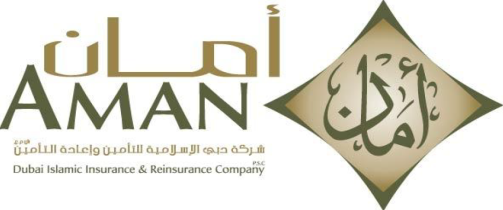 أمان
AMAN
شركة دبي الإسلامية للتأمين وإعادة التأمين ش.م.ع
Dubai Islamic Insurance & Reinsurance Company P.S.C
أمان